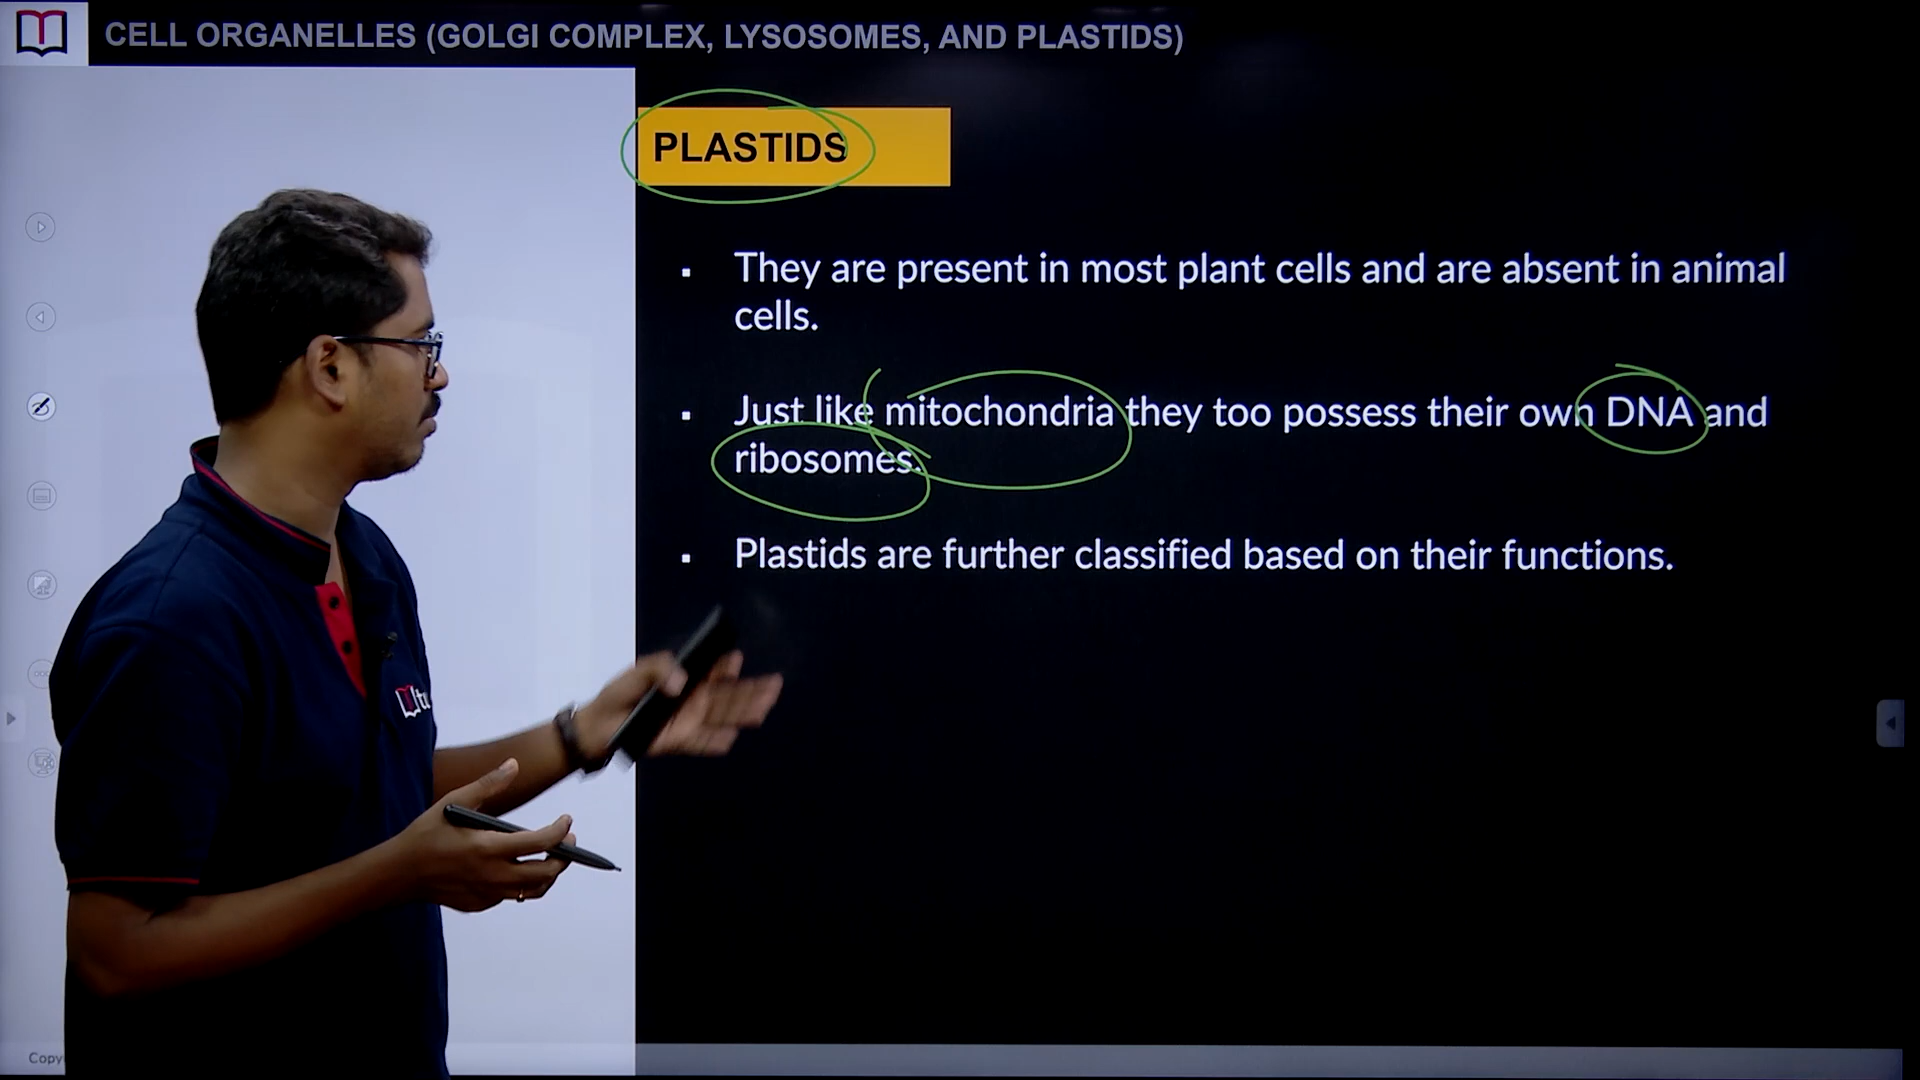 CELL ORGANELLES (GOLGI COMPLEX, LYSOSOMES, AND PLASTIDS)
PLASTIDS
▪ They are present in most plant cells and are absent in animal
cells.
▪ Just like mitochondria they too possess their own DNA and
ribosomes.
▪ Plastids are further classified based on their functions.